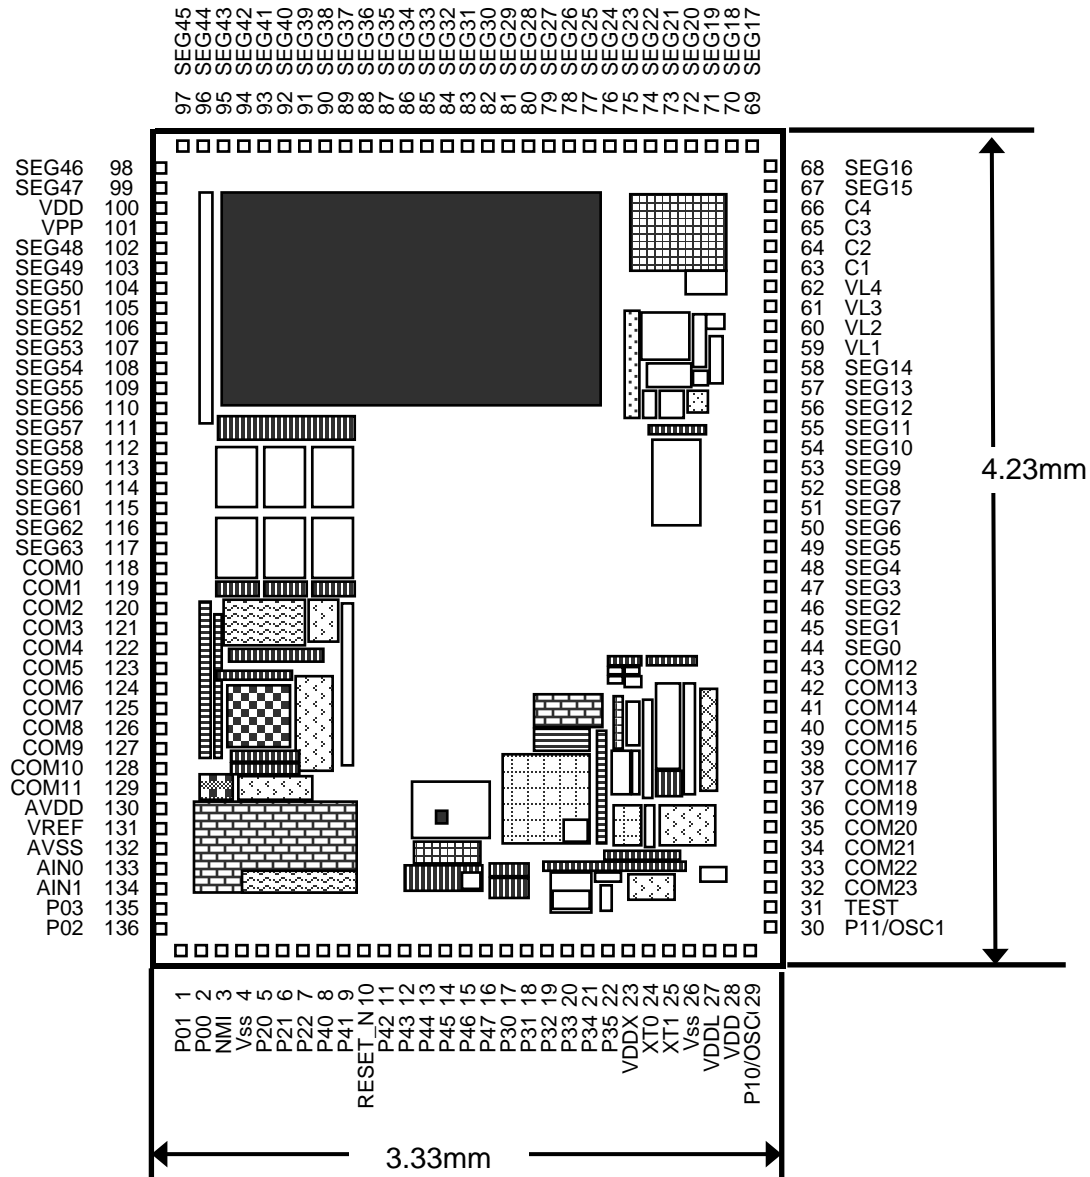 97 SEG45
96 SEG44
95 SEG43
94 SEG42
93 SEG41
92 SEG40
91 SEG39
90 SEG38
89 SEG37
88 SEG36
87 SEG35
86 SEG34
85 SEG33
84 SEG32
83 SEG31
82 SEG30
81 SEG29
80 SEG28
79 SEG27
78 SEG26
77 SEG25
76 SEG24
75 SEG23
74 SEG22
73 SEG21
72 SEG20
71 SEG19
70 SEG18
69 SEG17
SEG46 98
SEG47 99
VDD 100
VPP 101
SEG48 102
SEG49 103
SEG50 104
SEG51 105
SEG52 106
SEG53 107
SEG54 108
SEG55 109
SEG56 110
SEG57 111
SEG58 112
SEG59 113
SEG60 114
SEG61 115
SEG62 116
SEG63 117
COM0 118
COM1 119
COM2 120
COM3 121
COM4 122
COM5 123
COM6 124
COM7 125
COM8 126
COM9 127
COM10 128
COM11 129
AVDD 130
VREF 131
AVSS 132
AIN0 133
AIN1 134
P03 135
P02 136
68 SEG16
67 SEG15
66 C4
65 C3
64 C2
63 C1
62 VL4
61 VL3
60 VL2
59 VL1
58 SEG14
57 SEG13
56 SEG12
55 SEG11
54 SEG10
53 SEG9
52 SEG8
51 SEG7
50 SEG6
49 SEG5
48 SEG4
47 SEG3
46 SEG2
45 SEG1
44 SEG0
43 COM12
42 COM13
41 COM14
40 COM15
39 COM16
38 COM17
37 COM18
36 COM19
35 COM20
34 COM21
33 COM22
32 COM23
31 TEST
30 P11/OSC1
4.23mm
P01 1
P00 2
NMI 3
Vss 4
P20 5
P21 6
P22 7
P40 8
P41 9
RESET_N 10
P42 11
P43 12
P44 13
P45 14
P46 15
P47 16
P30 17
P31 18
P32 19
P33 20
P34 21
P35 22
VDDX 23
XT0 24
XT1 25
Vss 26
VDDL 27
VDD 28
P10/OSC 29
3.33mm